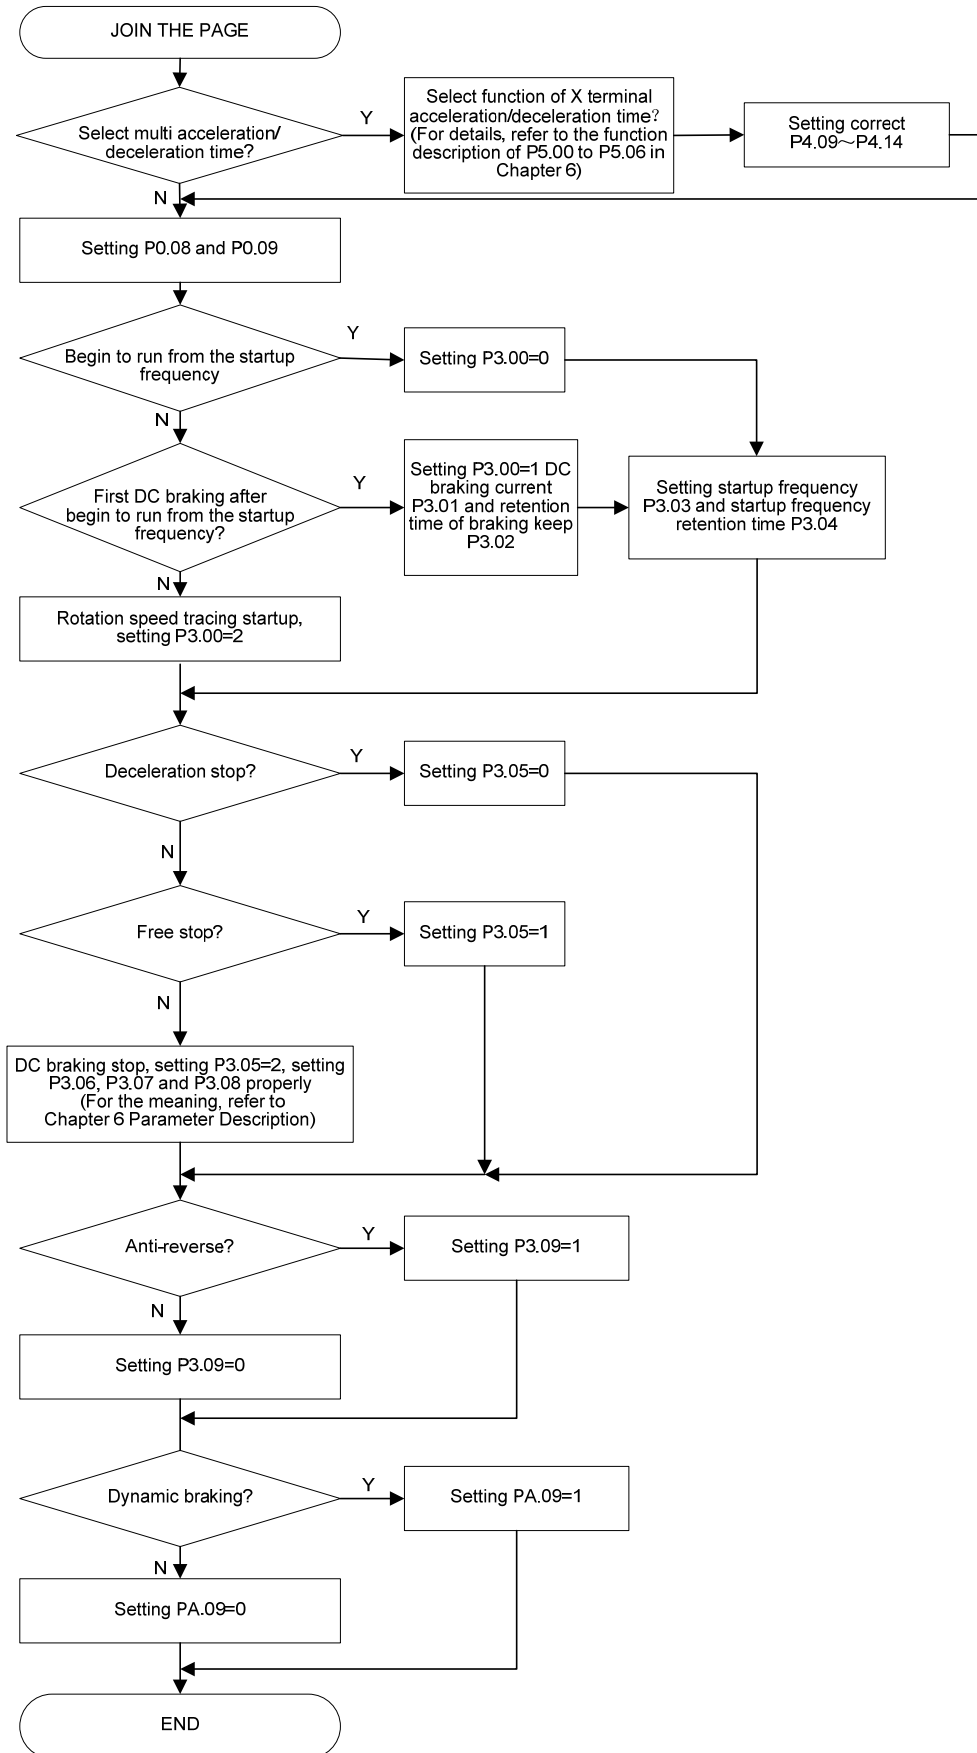 JOIN THE PAGE
Select multi acceleration/
deceleration time?
Y
Select function of X terminal
acceleration/deceleration time?
(For details, refer to the function
description of P5.00 to P5.06 in
Chapter 6)
Setting correct
P4.09～P4.14
N
Setting P0.08 and P0.09
Begin to run from the startup
frequency
Y
Setting P3.00=0
N
First DC braking after
begin to run from the startup
frequency?
Y
Setting P3.00=1 DC
braking current
P3.01 and retention
time of braking keep
P3.02
Setting startup frequency
P3.03 and startup frequency
retention time P3.04
N
Rotation speed tracing startup,
setting P3.00=2
Deceleration stop?
Y
Setting P3.05=0
N
Free stop?
Y
Setting P3.05=1
N
DC braking stop, setting P3.05=2, setting
P3.06, P3.07 and P3.08 properly
(For the meaning, refer to
Chapter 6 Parameter Description)
Anti-reverse?
Y
Setting P3.09=1
N
Setting P3.09=0
Dynamic braking?
Y
Setting PA.09=1
N
Setting PA.09=0
END